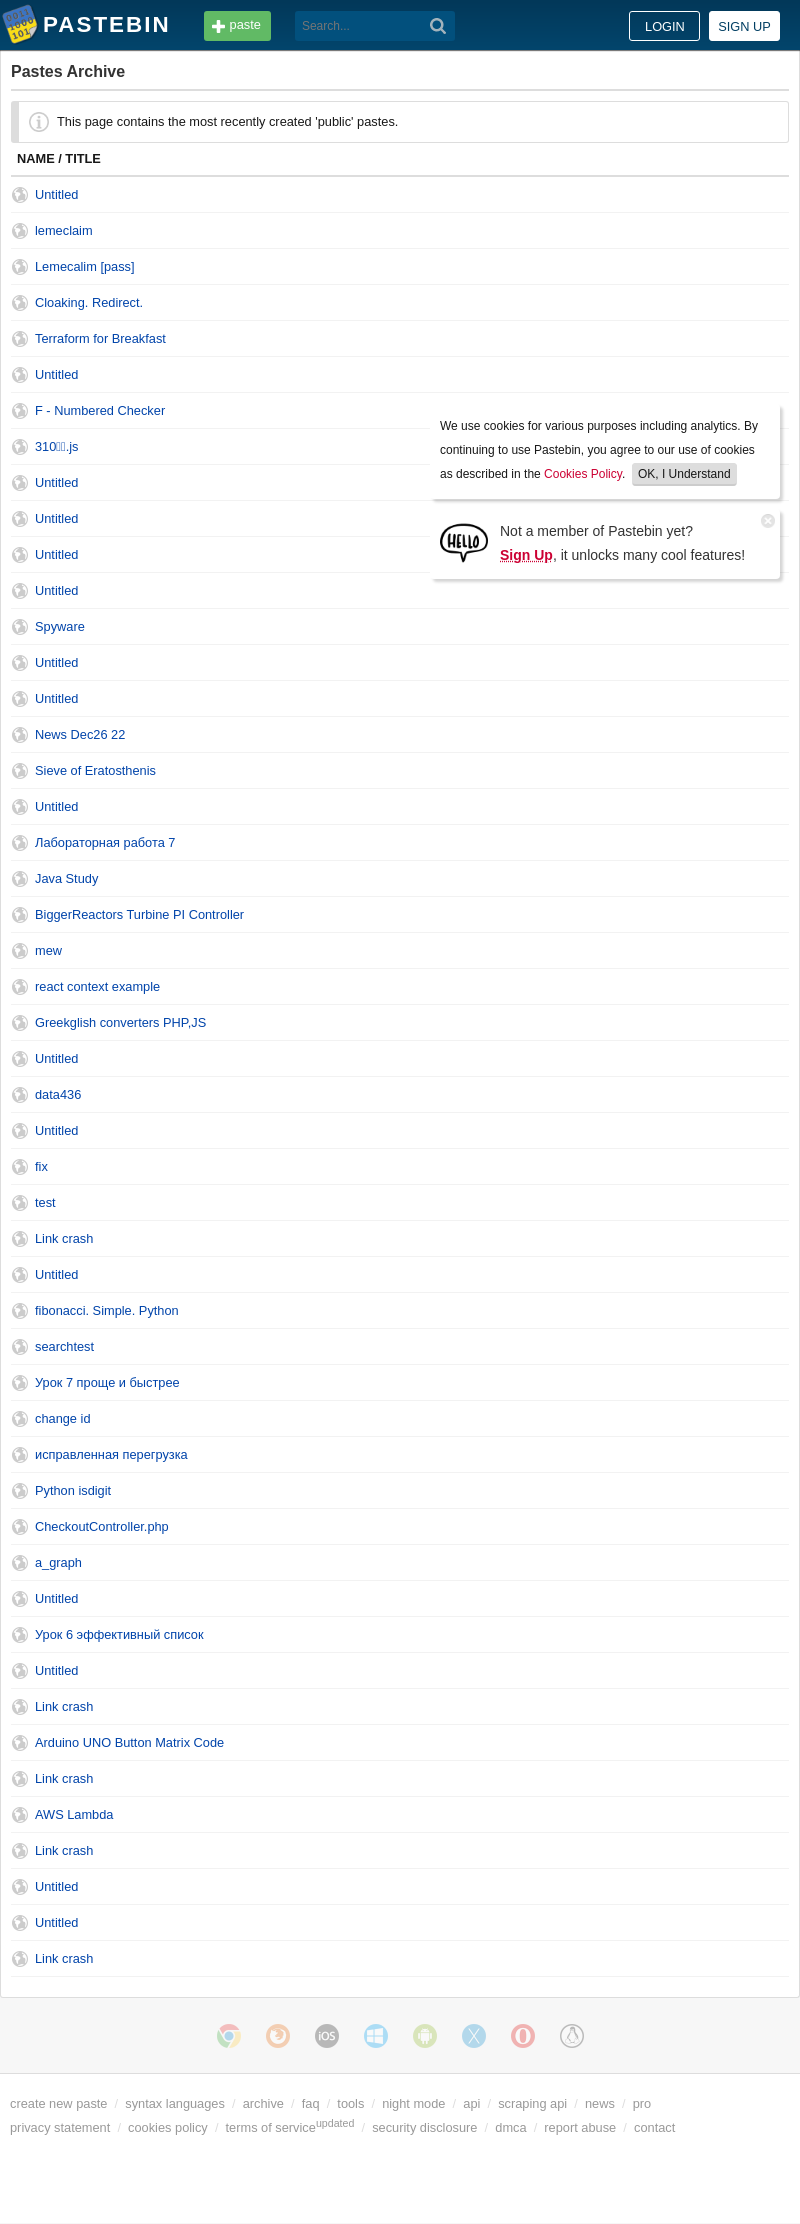 PASTEBIN paste Search... LOGIN SIGN UP
Pastes Archive
This page contains the most recently created 'public' pastes.
NAME / TITLE
Untitled
lemeclaim
Lemecalim [pass]
Cloaking. Redirect.
Terraform for Breakfast
Untitled
F - Numbered Checker
310▯▯.js
Untitled
Untitled
Untitled
Untitled
Spyware
Untitled
Untitled
News Dec26 22
Sieve of Eratosthenis
Untitled
Лабораторная работа 7
Java Study
BiggerReactors Turbine PI Controller
mew
react context example
Greekglish converters PHP,JS
Untitled
data436
Untitled
fix
test
Link crash
Untitled
fibonacci. Simple. Python
searchtest
Урок 7 проще и быстрее
change id
исправленная перегрузка
Python isdigit
CheckoutController.php
a_graph
Untitled
Урок 6 эффективный список
Untitled
Link crash
Arduino UNO Button Matrix Code
Link crash
AWS Lambda
Link crash
Untitled
Untitled
Link crash
We use cookies for various purposes including analytics. By
continuing to use Pastebin, you agree to our use of cookies
as described in the Cookies Policy. OK, I Understand
HELLO
Not a member of Pastebin yet?
Sign Up, it unlocks many cool features!
iOS
create new paste / syntax languages / archive / faq / tools / night mode / api / scraping api / news / pro
privacy statement / cookies policy / terms of serviceupdated / security disclosure / dmca / report abuse / contact